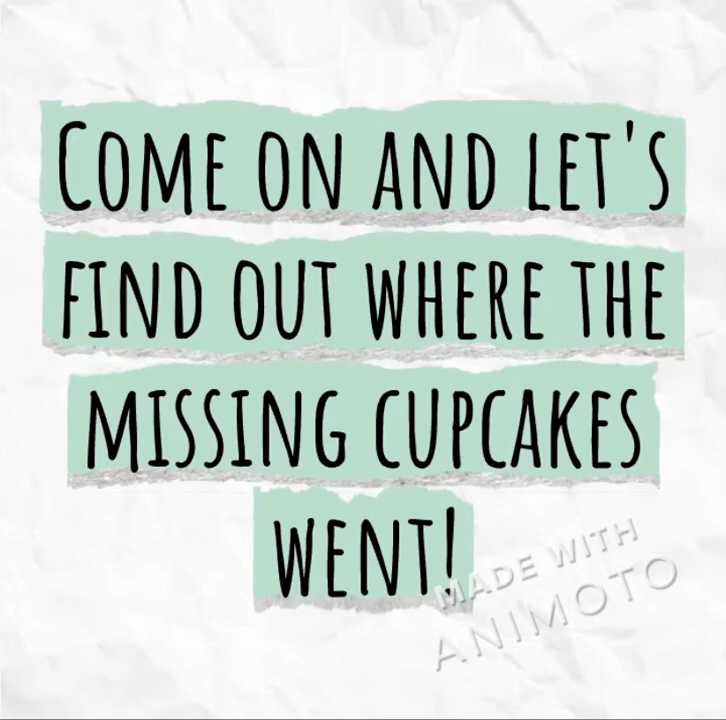 COME ON AND LET'S
FIND OUT WHERE THE
MISSING CUPCAKES
WENT!
MADE WITH
ANIMOTO